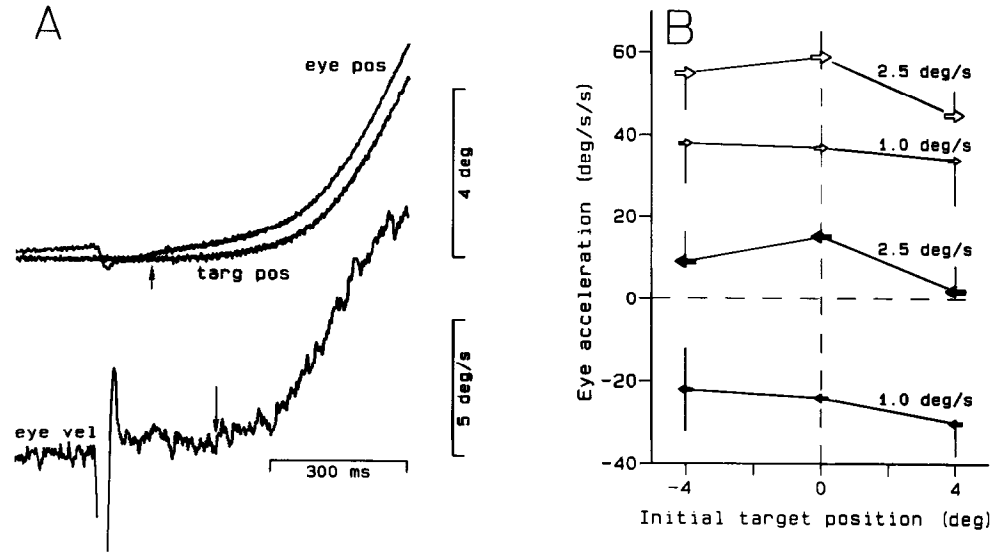 A
eye pos
4 deg
targ pos
5 deg/s
eye vel
300 ms
B
Eye acceleration (deg/s/s)
60
40
20
0
-20
-40
2.5 deg/s
1.0 deg/s
2.5 deg/s
1.0 deg/s
-4
0
4
Initial target position (deg)